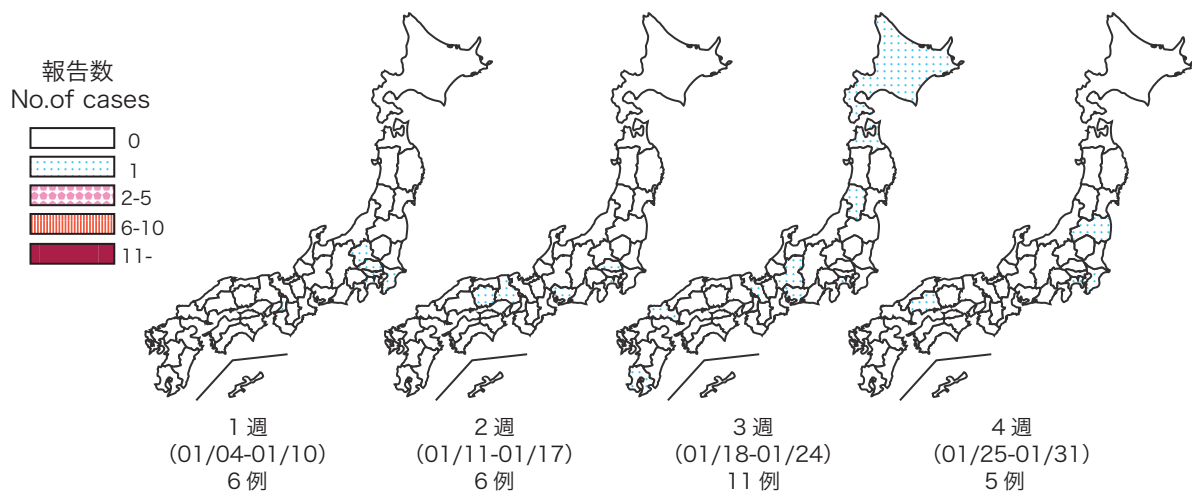 報告数
No.of cases
0
1
2-5
6-10
11-
1週
(01/04-01/10)
6例
2週
(01/11-01/17)
6例
3週
(01/18-01/24)
11例
4週
(01/25-01/31)
5例